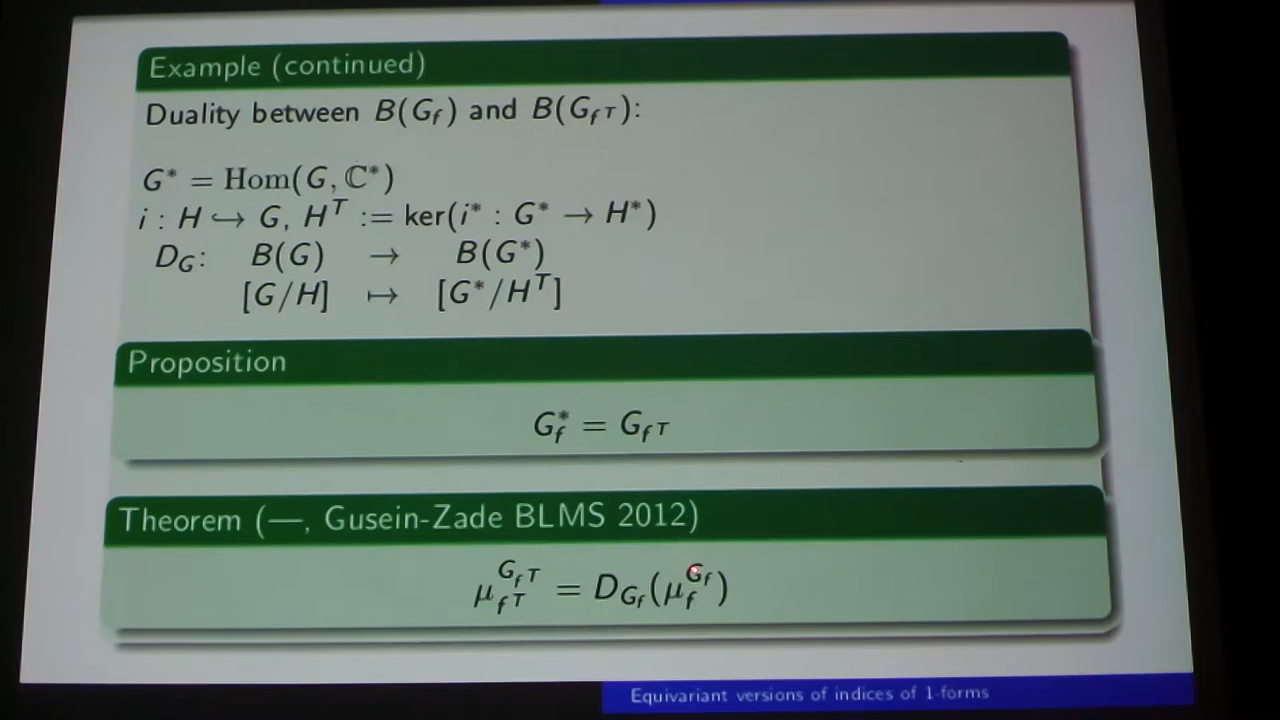 Example (continued)
Duality between B(G_f) and B(G_{f^T}):
G^* = Hom(G, ℂ^*)
i : H ↪ G, H^T := ker(i^* : G^* → H^*)
D_G: B(G) → B(G^*)
[G/H] ↦ [G^*/H^T]
Proposition
G_f^* = G_{f^T}
Theorem (—, Gusein-Zade BLMS 2012)
μ_{f^T}^{G_{f^T}} = D_{G_f}(μ_f^{G_f})
Equivariant versions of indices of 1-forms